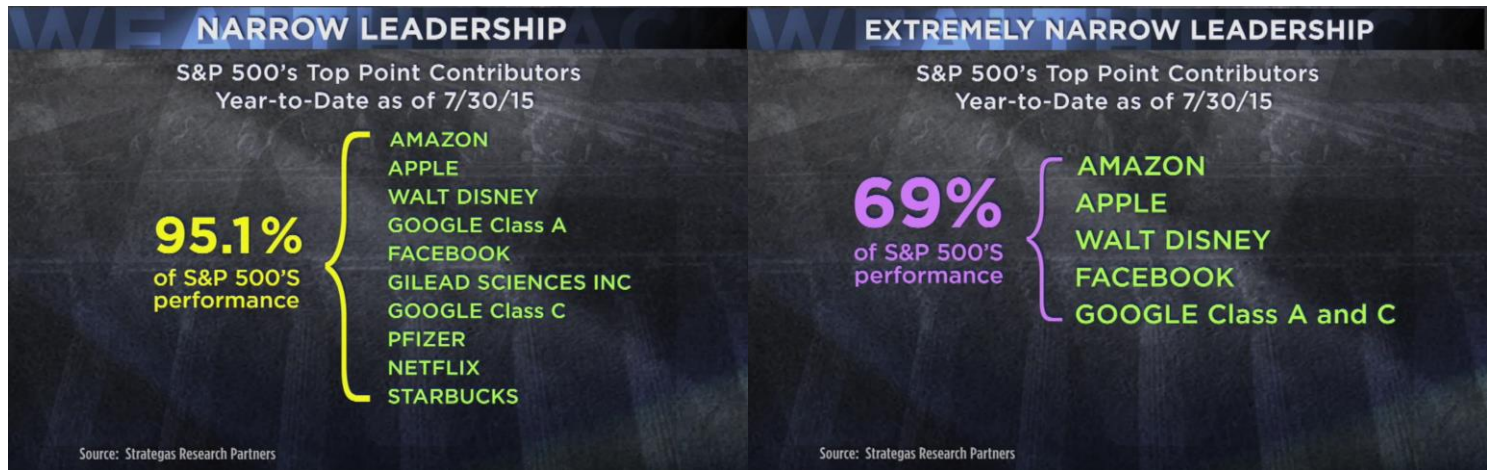 NARROW LEADERSHIP
S&P 500's Top Point Contributors
Year-to-Date as of 7/30/15
95.1%
of S&P 500'S
performance
AMAZON
APPLE
WALT DISNEY
GOOGLE Class A
FACEBOOK
GILEAD SCIENCES INC
GOOGLE Class C
PFIZER
NETFLIX
STARBUCKS
Source: Strategas Research Partners
EXTREMELY NARROW LEADERSHIP
S&P 500's Top Point Contributors
Year-to-Date as of 7/30/15
69%
of S&P 500'S
performance
AMAZON
APPLE
WALT DISNEY
FACEBOOK
GOOGLE Class A and C
Source: Strategas Research Partners